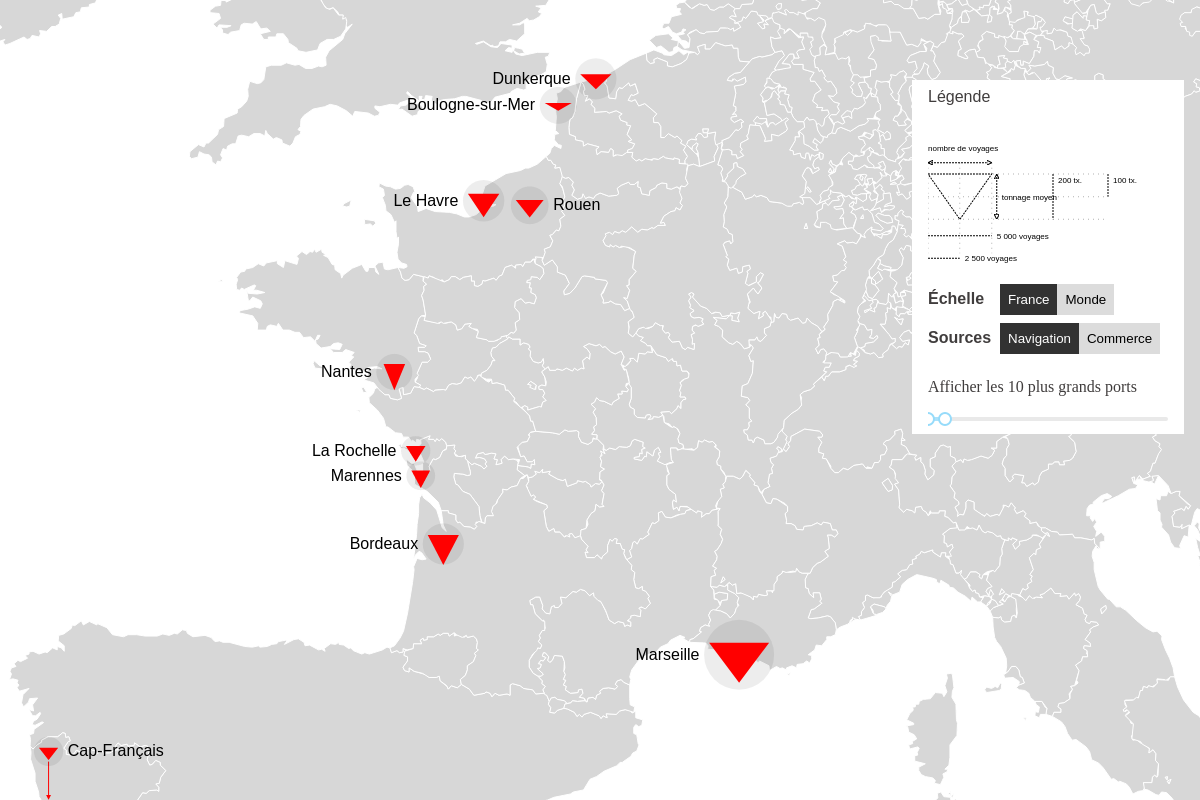 Dunkerque
Boulogne-sur-Mer
Le Havre
Rouen
Nantes
La Rochelle
Marennes
Bordeaux
Marseille
Cap-Français
Légende
nombre de voyages
200 tx.
100 tx.
tonnage moyen
5 000 voyages
2 500 voyages
Échelle France Monde
Sources Navigation Commerce
Afficher les 10 plus grands ports